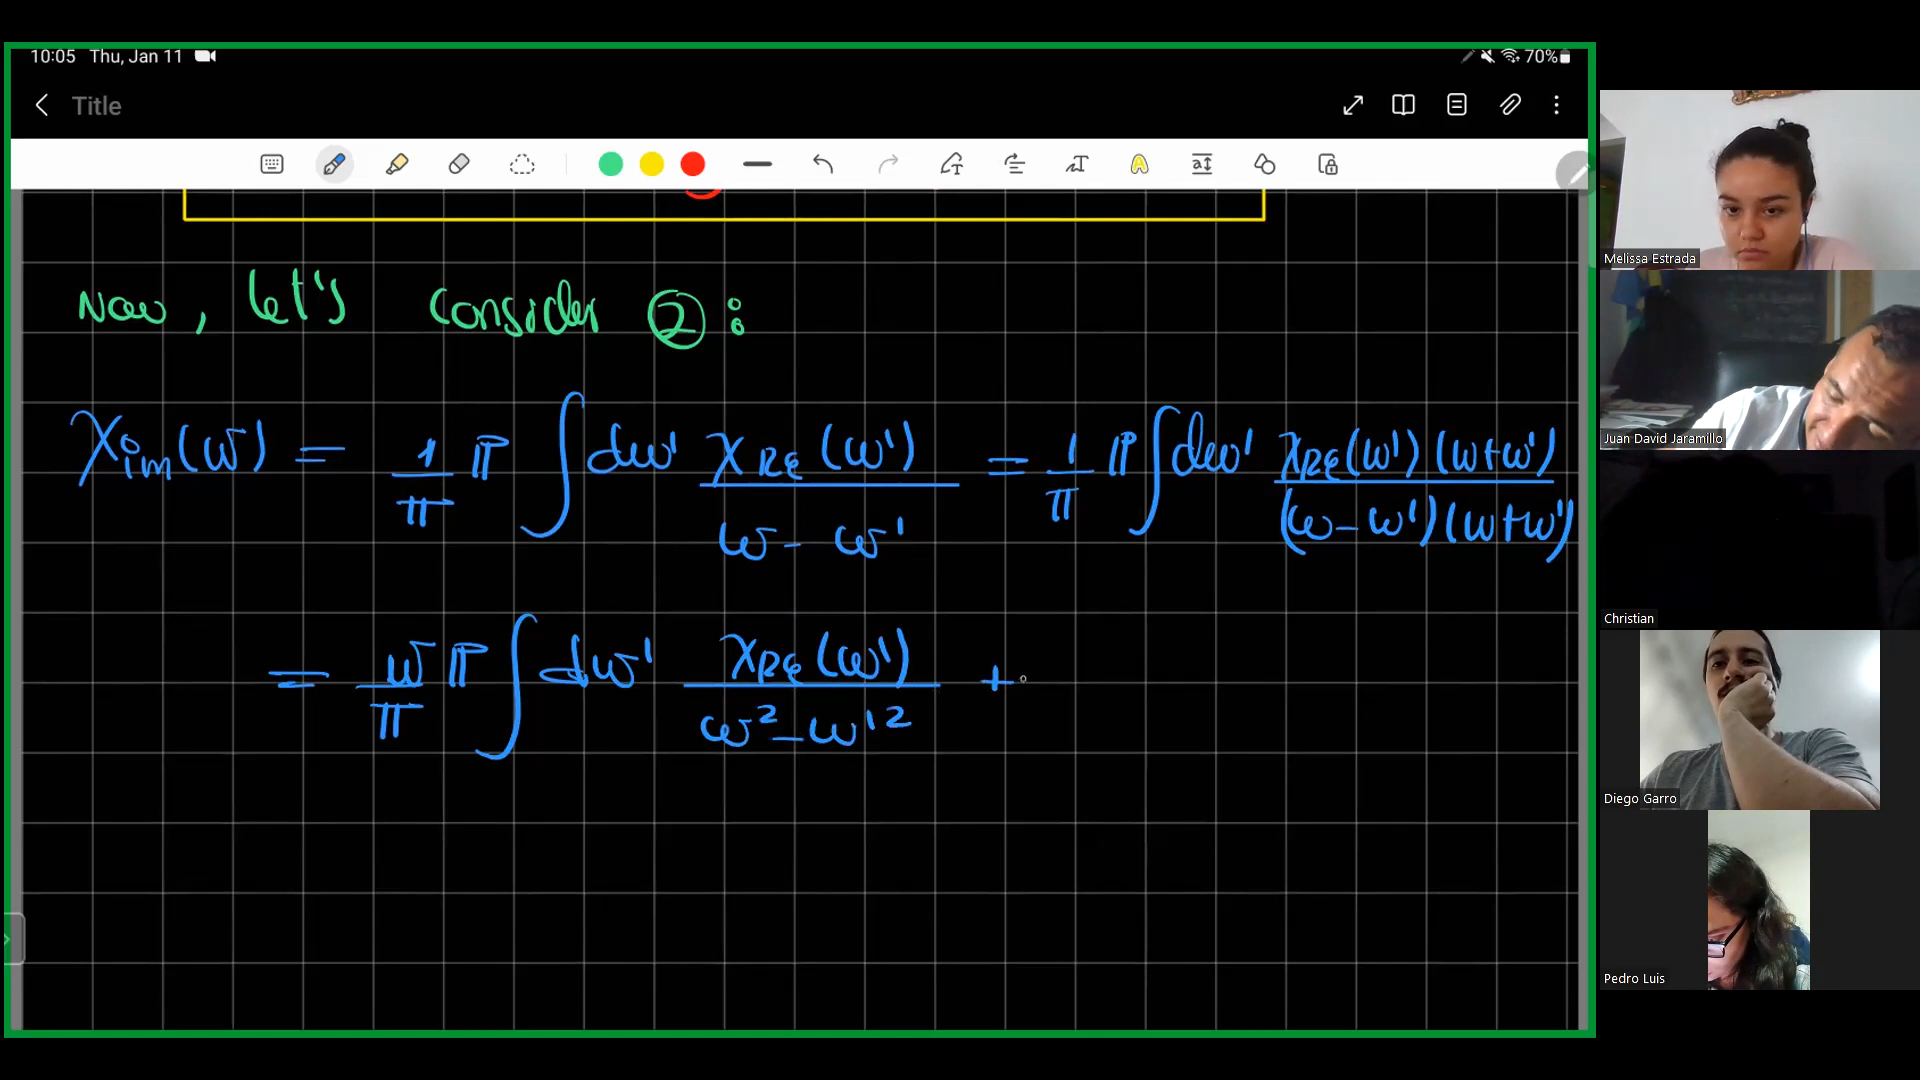 10:05 Thu, Jan 11 70%
Title
Now, let's consider ②:
χim(ω) = 1/π ℙ ∫dω' χRe(ω')/(ω - ω') = 1/π ℙ∫dω' χRe(ω')(ω+ω')/(ω-ω')(ω+ω')
= ω/π ℙ∫dω' χRe(ω')/(ω²-ω'²) +
Melissa Estrada
Juan David Jaramillo
Christian
Diego Garro
Pedro Luis